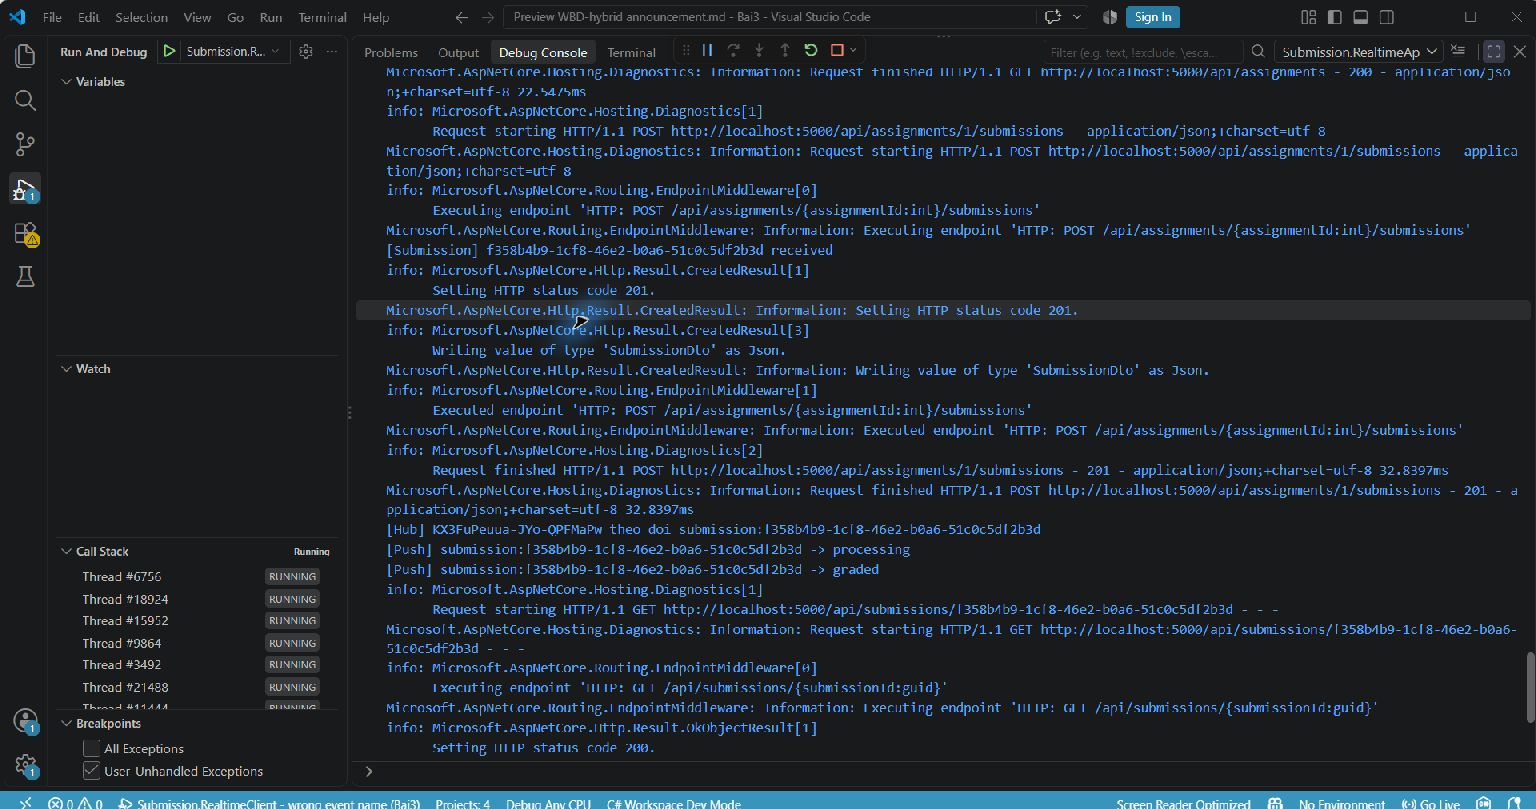 File Edit Selection View Go Run Terminal Help
Preview WBD-hybrid announcement.md - Bai3 - Visual Studio Code
Sign In
Run And Debug
Submission.R...
Problems Output Debug Console Terminal
Filter (e.g. text, !exclude, \esca...
Submission.RealtimeAp
Variables
Watch
Call Stack Running
Thread #6756 RUNNING
Thread #18924 RUNNING
Thread #15952 RUNNING
Thread #9864 RUNNING
Thread #3492 RUNNING
Thread #21488 RUNNING
Thread #11444 RUNNING
Breakpoints
All Exceptions
User-Unhandled Exceptions
Microsoft.AspNetCore.Hosting.Diagnostics: Information: Request finished HTTP/1.1 GET http://localhost:5000/api/assignments - 200 - application/jso
n;+charset=utf-8 22.5475ms
info: Microsoft.AspNetCore.Hosting.Diagnostics[1]
Request starting HTTP/1.1 POST http://localhost:5000/api/assignments/1/submissions - application/json;+charset=utf-8
Microsoft.AspNetCore.Hosting.Diagnostics: Information: Request starting HTTP/1.1 POST http://localhost:5000/api/assignments/1/submissions - applica
tion/json;+charset=utf-8
info: Microsoft.AspNetCore.Routing.EndpointMiddleware[0]
Executing endpoint 'HTTP: POST /api/assignments/{assignmentId:int}/submissions'
Microsoft.AspNetCore.Routing.EndpointMiddleware: Information: Executing endpoint 'HTTP: POST /api/assignments/{assignmentId:int}/submissions'
[Submission] f358b4b9-1cf8-46e2-b0a6-51c0c5df2b3d received
info: Microsoft.AspNetCore.Http.Result.CreatedResult[1]
Setting HTTP status code 201.
Microsoft.AspNetCore.Http.Result.CreatedResult: Information: Setting HTTP status code 201.
info: Microsoft.AspNetCore.Http.Result.CreatedResult[3]
Writing value of type 'SubmissionDto' as Json.
Microsoft.AspNetCore.Http.Result.CreatedResult: Information: Writing value of type 'SubmissionDto' as Json.
info: Microsoft.AspNetCore.Routing.EndpointMiddleware[1]
Executed endpoint 'HTTP: POST /api/assignments/{assignmentId:int}/submissions'
Microsoft.AspNetCore.Routing.EndpointMiddleware: Information: Executed endpoint 'HTTP: POST /api/assignments/{assignmentId:int}/submissions'
info: Microsoft.AspNetCore.Hosting.Diagnostics[2]
Request finished HTTP/1.1 POST http://localhost:5000/api/assignments/1/submissions - 201 - application/json;+charset=utf-8 32.8397ms
Microsoft.AspNetCore.Hosting.Diagnostics: Information: Request finished HTTP/1.1 POST http://localhost:5000/api/assignments/1/submissions - 201 - a
pplication/json;+charset=utf-8 32.8397ms
[Hub] KX3FuPeuua-JYo-QPFMaPw theo doi submission:f358b4b9-1cf8-46e2-b0a6-51c0c5df2b3d
[Push] submission:f358b4b9-1cf8-46e2-b0a6-51c0c5df2b3d -> processing
[Push] submission:f358b4b9-1cf8-46e2-b0a6-51c0c5df2b3d -> graded
info: Microsoft.AspNetCore.Hosting.Diagnostics[1]
Request starting HTTP/1.1 GET http://localhost:5000/api/submissions/f358b4b9-1cf8-46e2-b0a6-51c0c5df2b3d - - -
Microsoft.AspNetCore.Hosting.Diagnostics: Information: Request starting HTTP/1.1 GET http://localhost:5000/api/submissions/f358b4b9-1cf8-46e2-b0a6-
51c0c5df2b3d - - -
info: Microsoft.AspNetCore.Routing.EndpointMiddleware[0]
Executing endpoint 'HTTP: GET /api/submissions/{submissionId:guid}'
Microsoft.AspNetCore.Routing.EndpointMiddleware: Information: Executing endpoint 'HTTP: GET /api/submissions/{submissionId:guid}'
info: Microsoft.AspNetCore.Http.Result.OkObjectResult[1]
Setting HTTP status code 200.
0 0 Submission.RealtimeClient - wrong event name (Bai3) Projects: 4 Debug Any CPU C# Workspace Dev Mode
Screen Reader Optimized No Environment Go Live